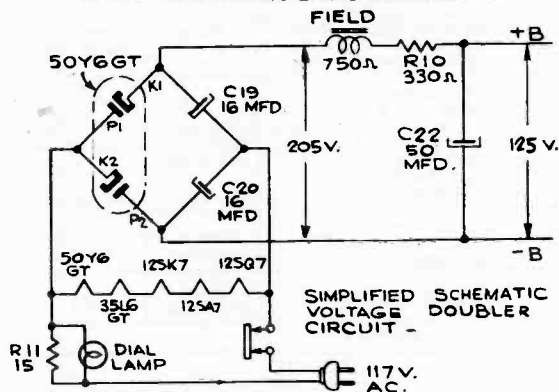 FIELD
750Ω
R10
330Ω
+B
50Y6GT
K1
P1
K2
P2
C19
16 MFD.
C20
16
MFD
205V.
C22
50
MFD.
125V.
-B
50Y6
GT
35L6
GT
12SK7
12SA7
12SQ7
R11
15
DIAL
LAMP
SIMPLIFIED SCHEMATIC
VOLTAGE DOUBLER
CIRCUIT -
117V.
AC.